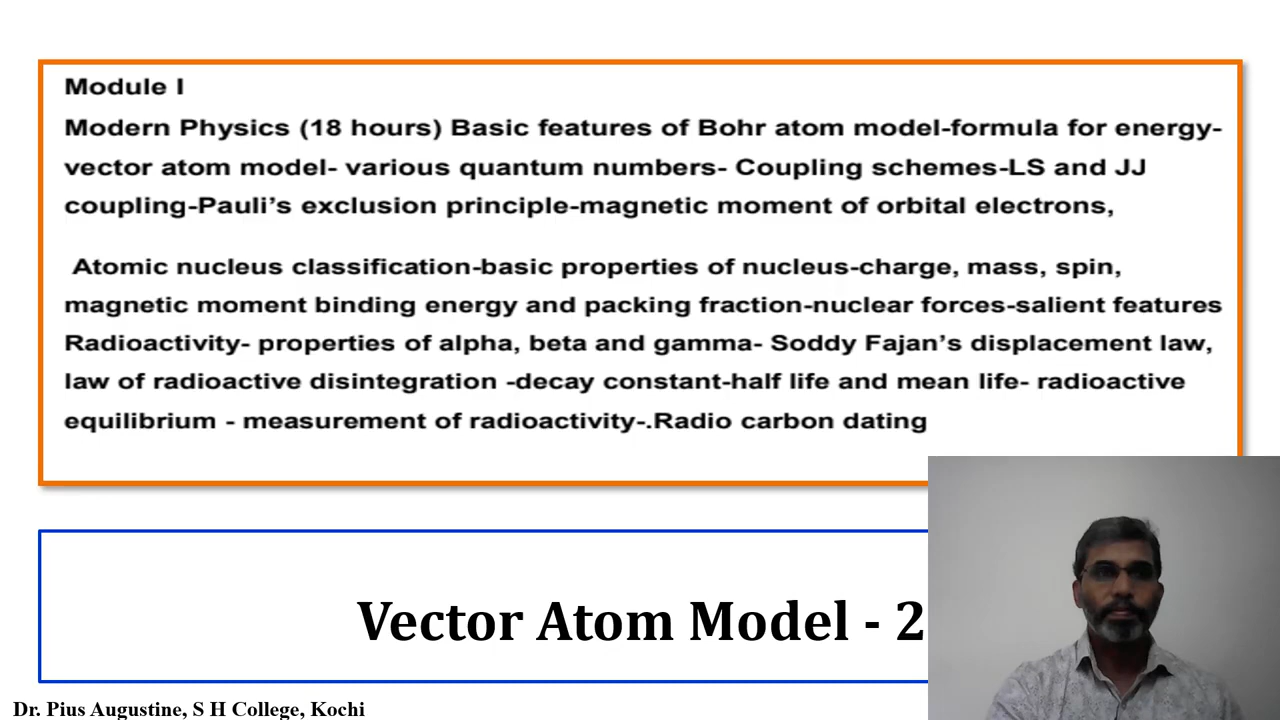 Module I
Modern Physics (18 hours) Basic features of Bohr atom model-formula for energy-
vector atom model- various quantum numbers- Coupling schemes-LS and JJ
coupling-Pauli’s exclusion principle-magnetic moment of orbital electrons,
Atomic nucleus classification-basic properties of nucleus-charge, mass, spin,
magnetic moment binding energy and packing fraction-nuclear forces-salient features
Radioactivity- properties of alpha, beta and gamma- Soddy Fajan’s displacement law,
law of radioactive disintegration -decay constant-half life and mean life- radioactive
equilibrium - measurement of radioactivity-.Radio carbon dating
Vector Atom Model - 2
Dr. Pius Augustine, S H College, Kochi